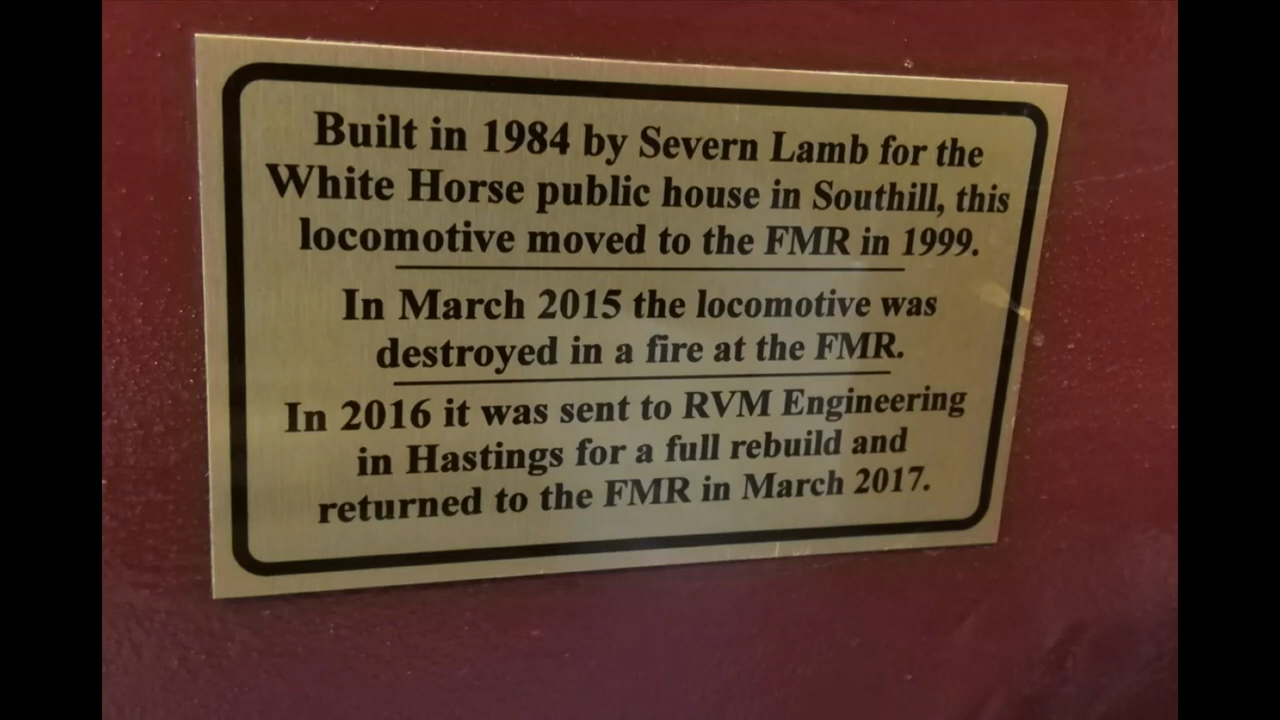 Built in 1984 by Severn Lamb for the
White Horse public house in Southill, this
locomotive moved to the FMR in 1999.
In March 2015 the locomotive was
destroyed in a fire at the FMR.
In 2016 it was sent to RVM Engineering
in Hastings for a full rebuild and
returned to the FMR in March 2017.